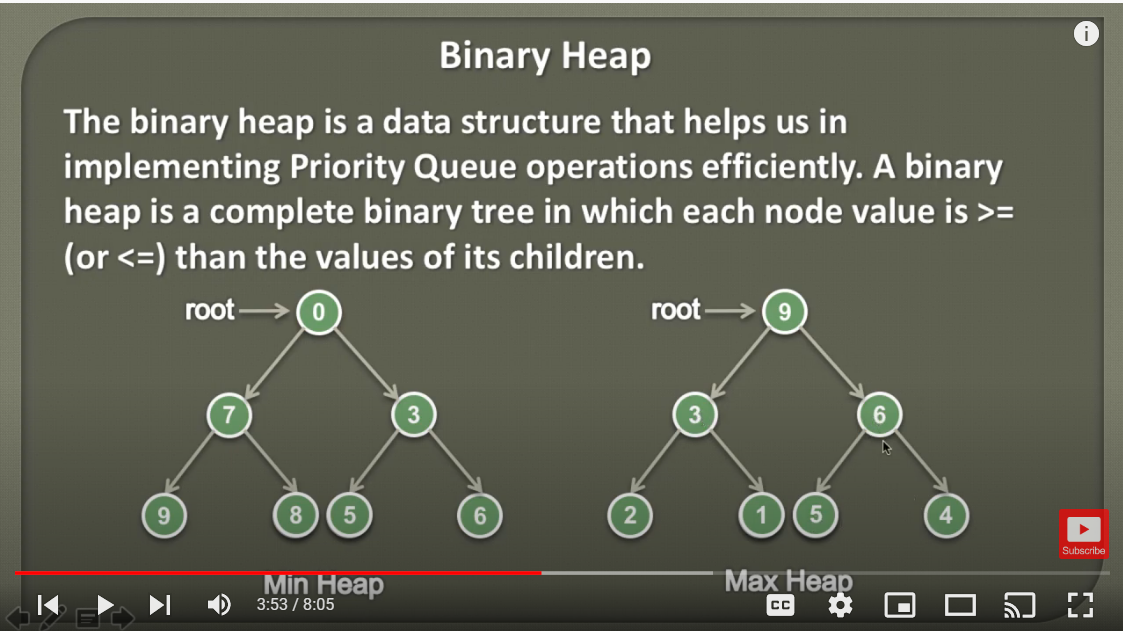 Binary Heap
The binary heap is a data structure that helps us in
implementing Priority Queue operations efficiently. A binary
heap is a complete binary tree in which each node value is >=
(or <=) than the values of its children.
root 0 root 9
7 3 3 6
9 8 5 6 2 1 5 4
Subscribe
Min Heap Max Heap
3:53 / 8:05 CC